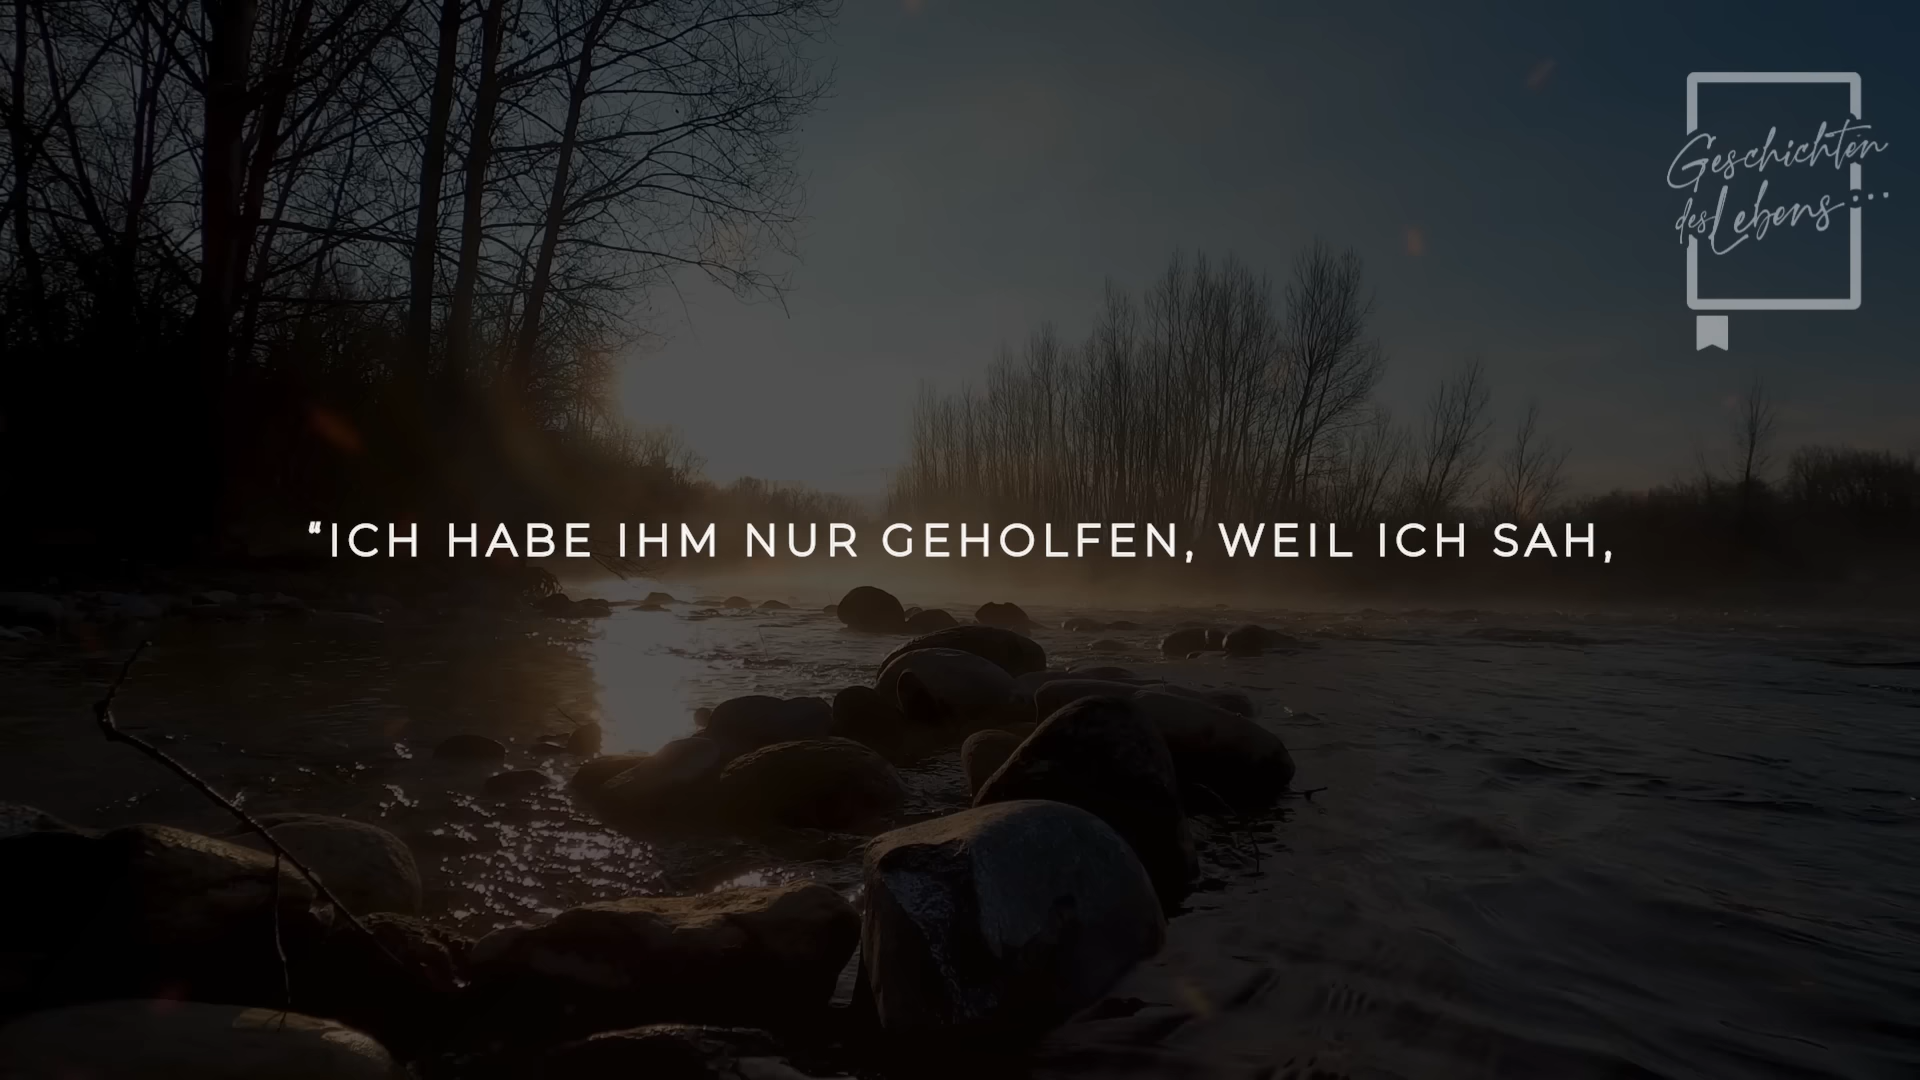 Geschichten
des Lebens...
“ICH HABE IHM NUR GEHOLFEN, WEIL ICH SAH,